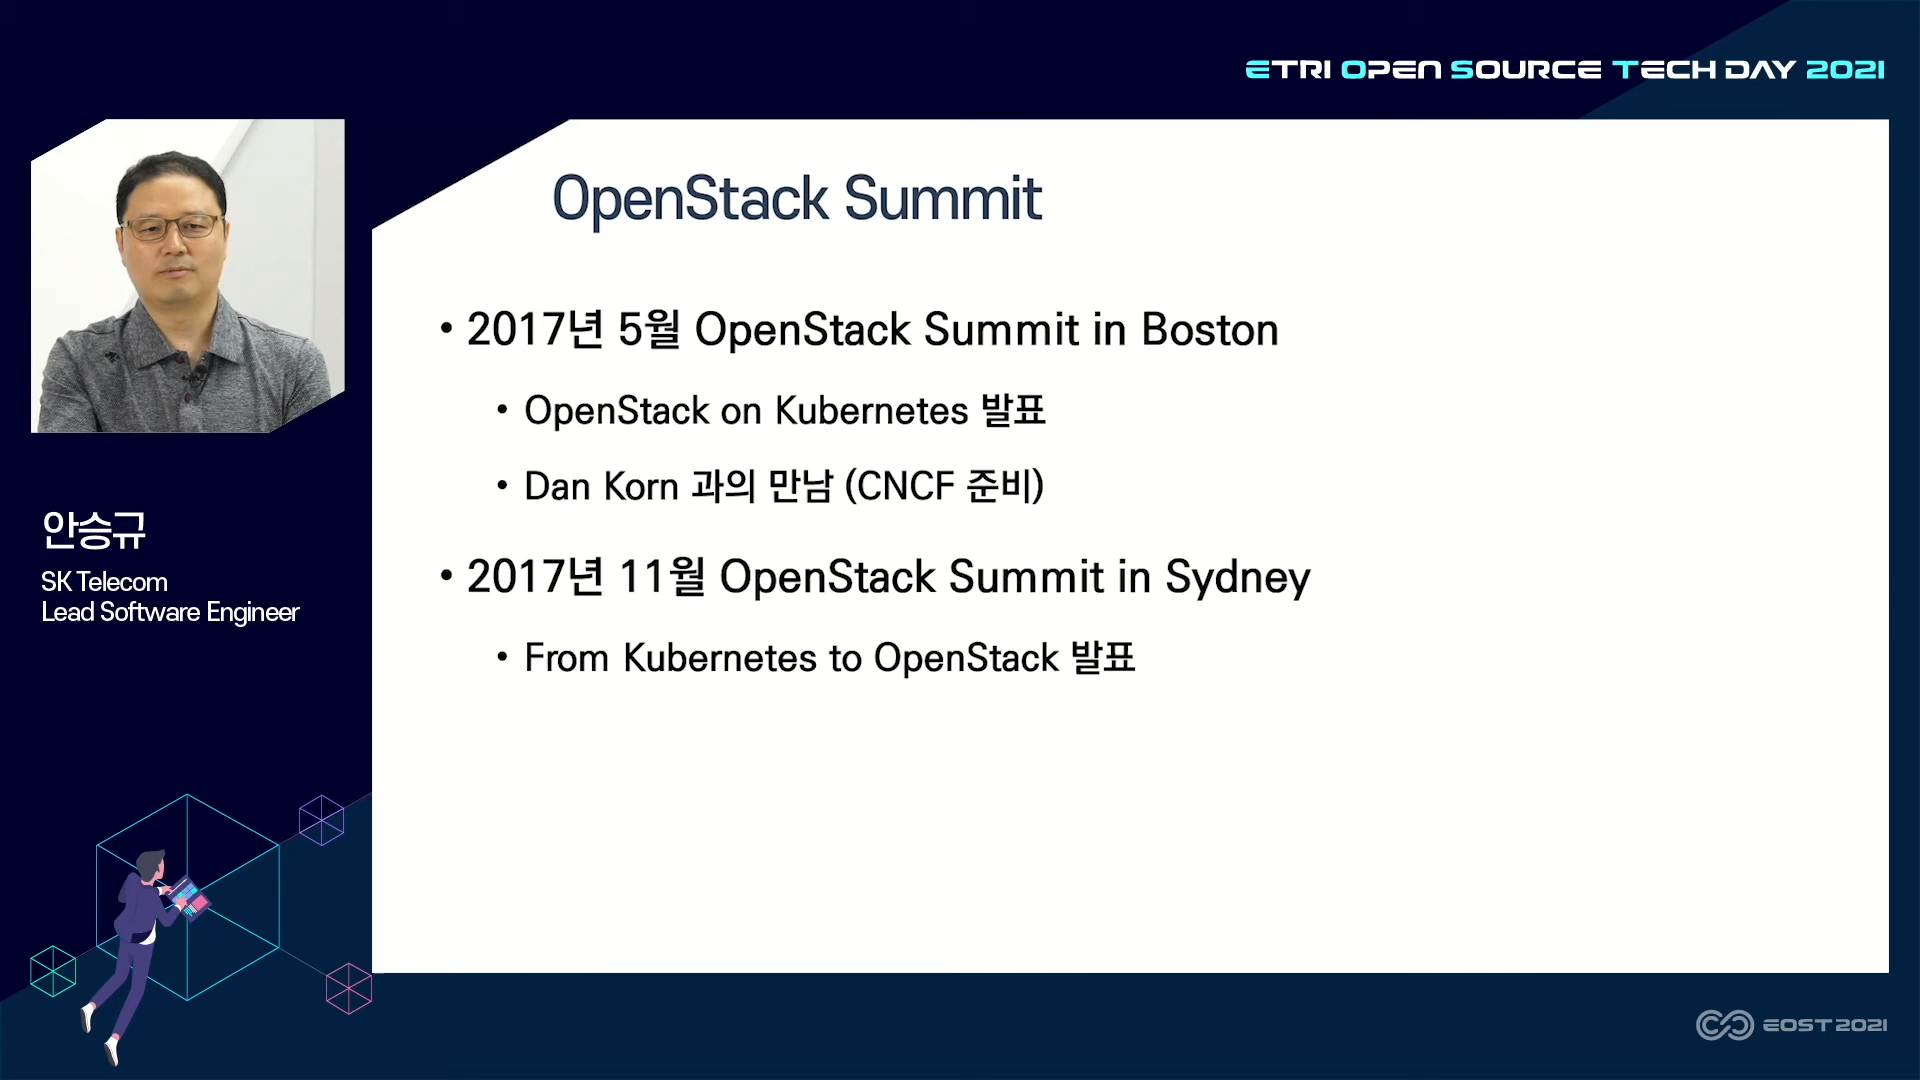 ETRI OPEN SOURCE TECH DAY 2021
OpenStack Summit
• 2017년 5월 OpenStack Summit in Boston
• OpenStack on Kubernetes 발표
• Dan Korn 과의 만남 (CNCF 준비)
• 2017년 11월 OpenStack Summit in Sydney
• From Kubernetes to OpenStack 발표
안승규
SK Telecom
Lead Software Engineer
EOST 2021